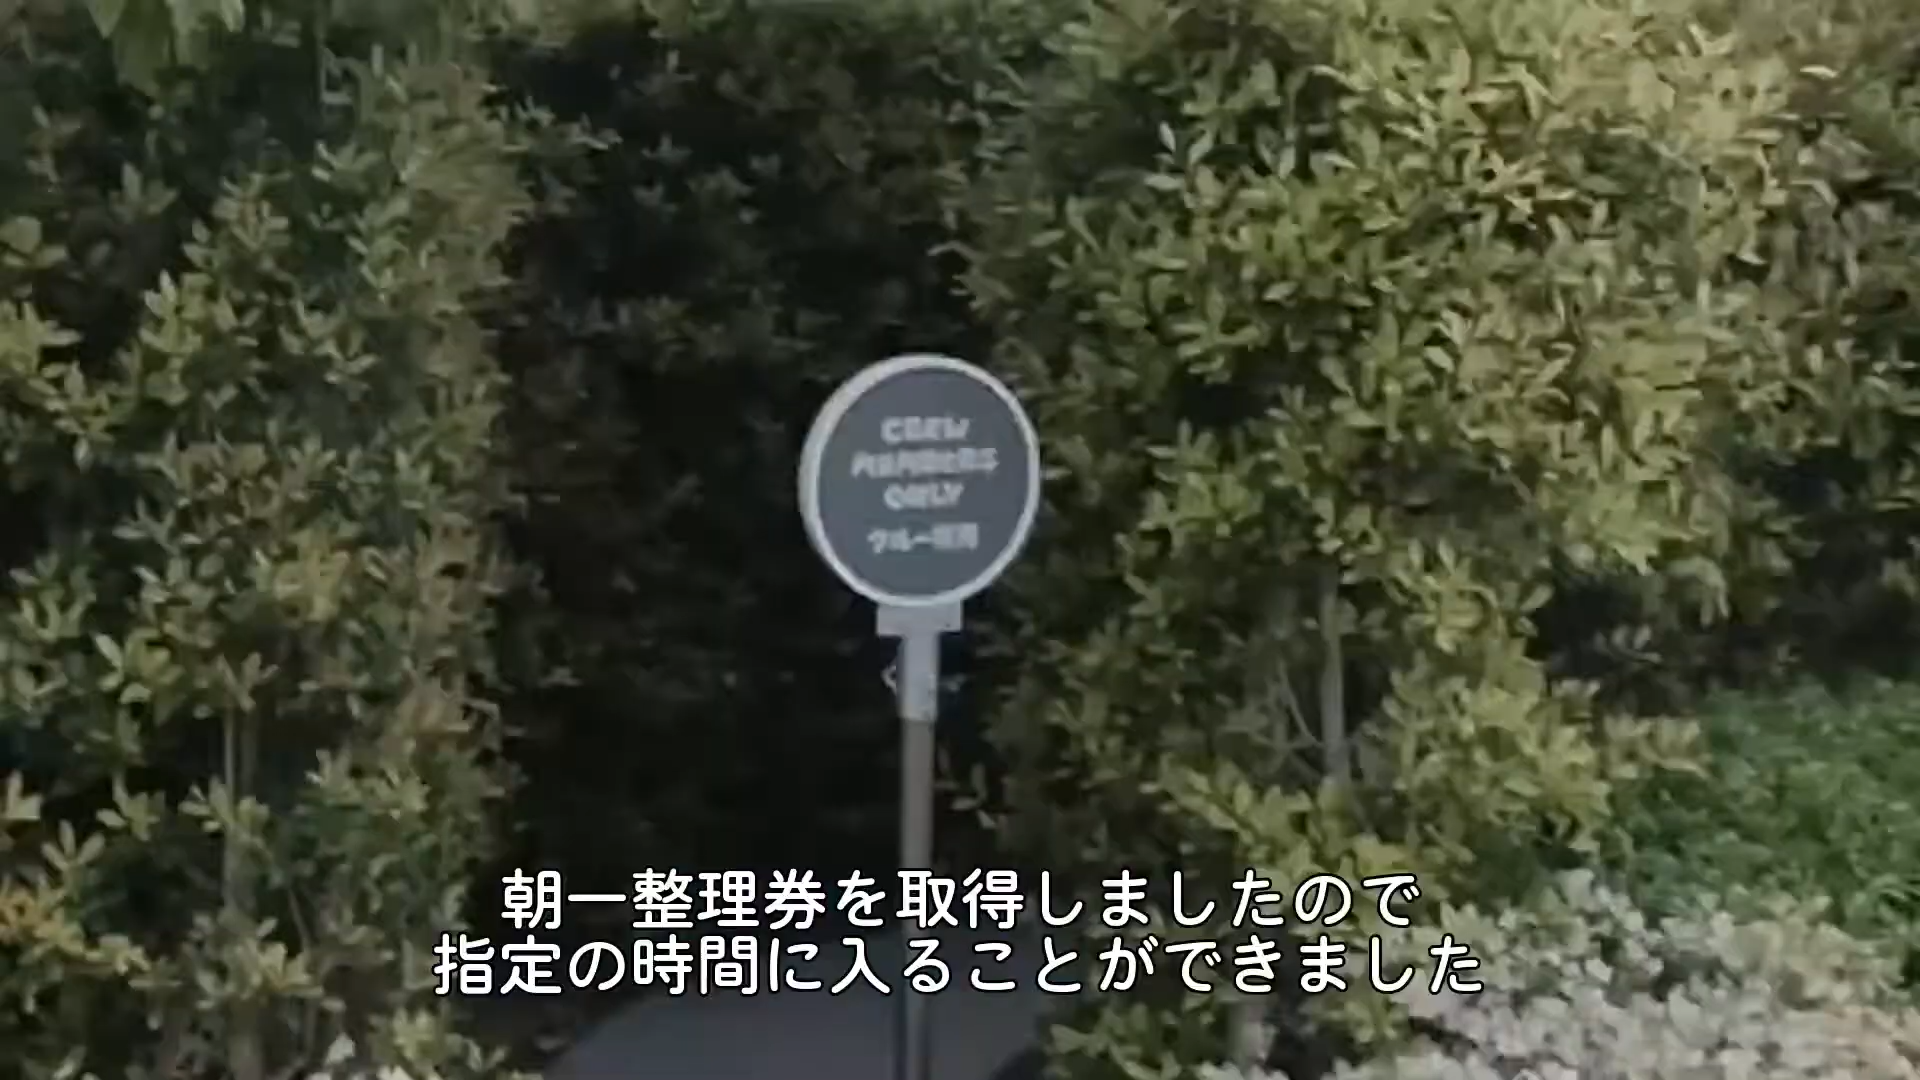 CREW
MEMBERS
ONLY
クルー専用
朝一整理券を取得しましたので
指定の時間に入ることができました